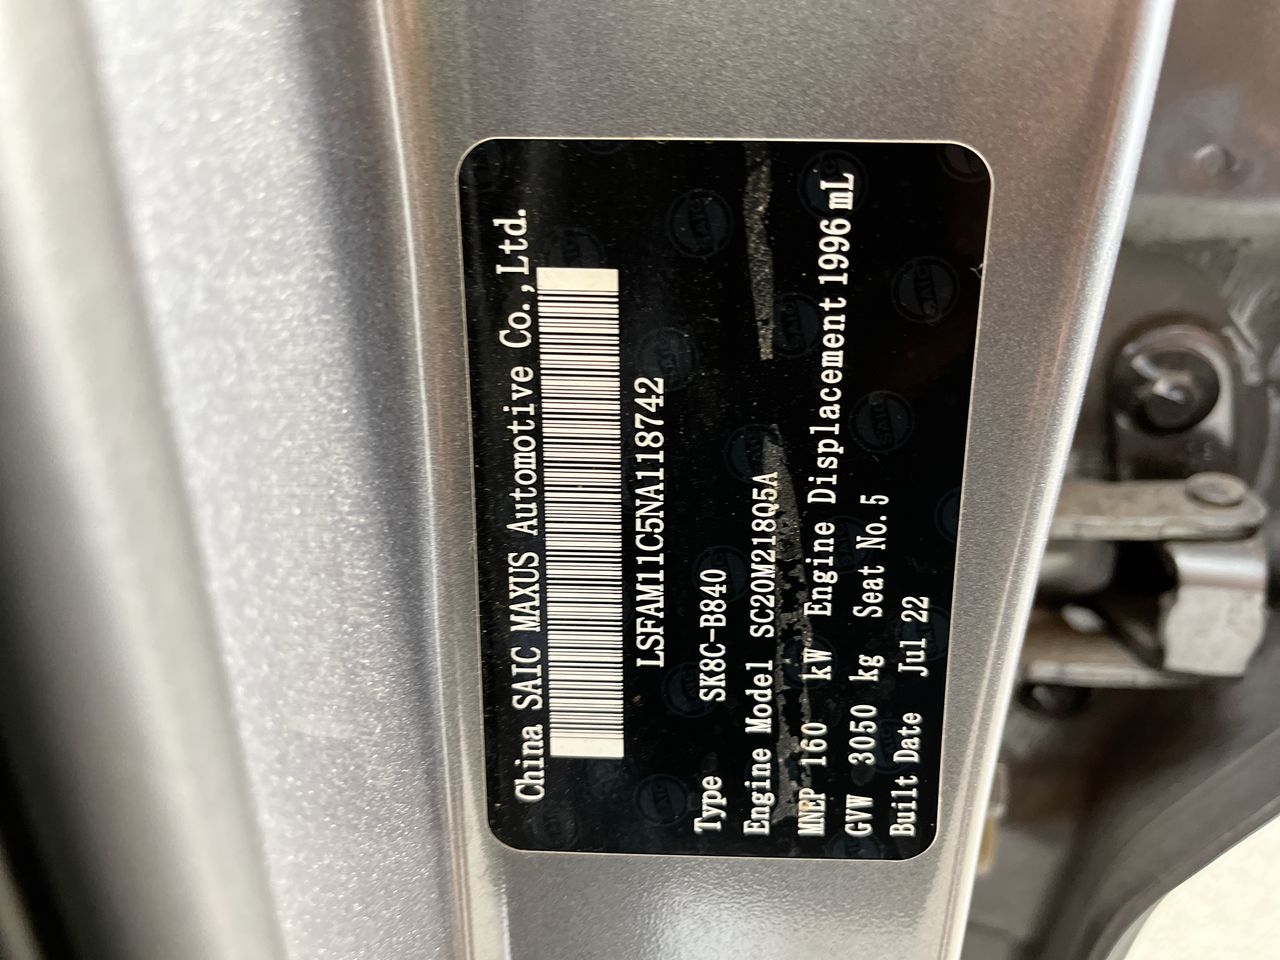 China SAIC MAXUS Automotive Co.,Ltd.
LSFAM11C5NA118742
Type SK8C-B840
Engine Model SC20M218Q5A
MNEP 160 kW Engine Displacement 1996 mL
GVW 3050 kg Seat No. 5
Built Date Jul 22